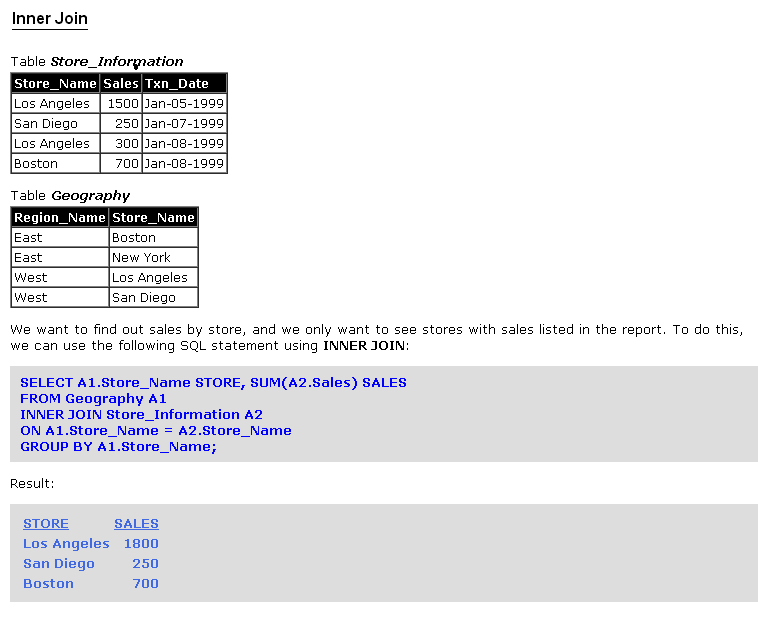 Inner Join
Table Store_Information
Store_Name Sales Txn_Date
Los Angeles 1500 Jan-05-1999
San Diego 250 Jan-07-1999
Los Angeles 300 Jan-08-1999
Boston 700 Jan-08-1999
Table Geography
Region_Name Store_Name
East Boston
East New York
West Los Angeles
West San Diego
We want to find out sales by store, and we only want to see stores with sales listed in the report. To do this,
we can use the following SQL statement using INNER JOIN:
SELECT A1.Store_Name STORE, SUM(A2.Sales) SALES
FROM Geography A1
INNER JOIN Store_Information A2
ON A1.Store_Name = A2.Store_Name
GROUP BY A1.Store_Name;
Result:
STORE SALES
Los Angeles 1800
San Diego 250
Boston 700